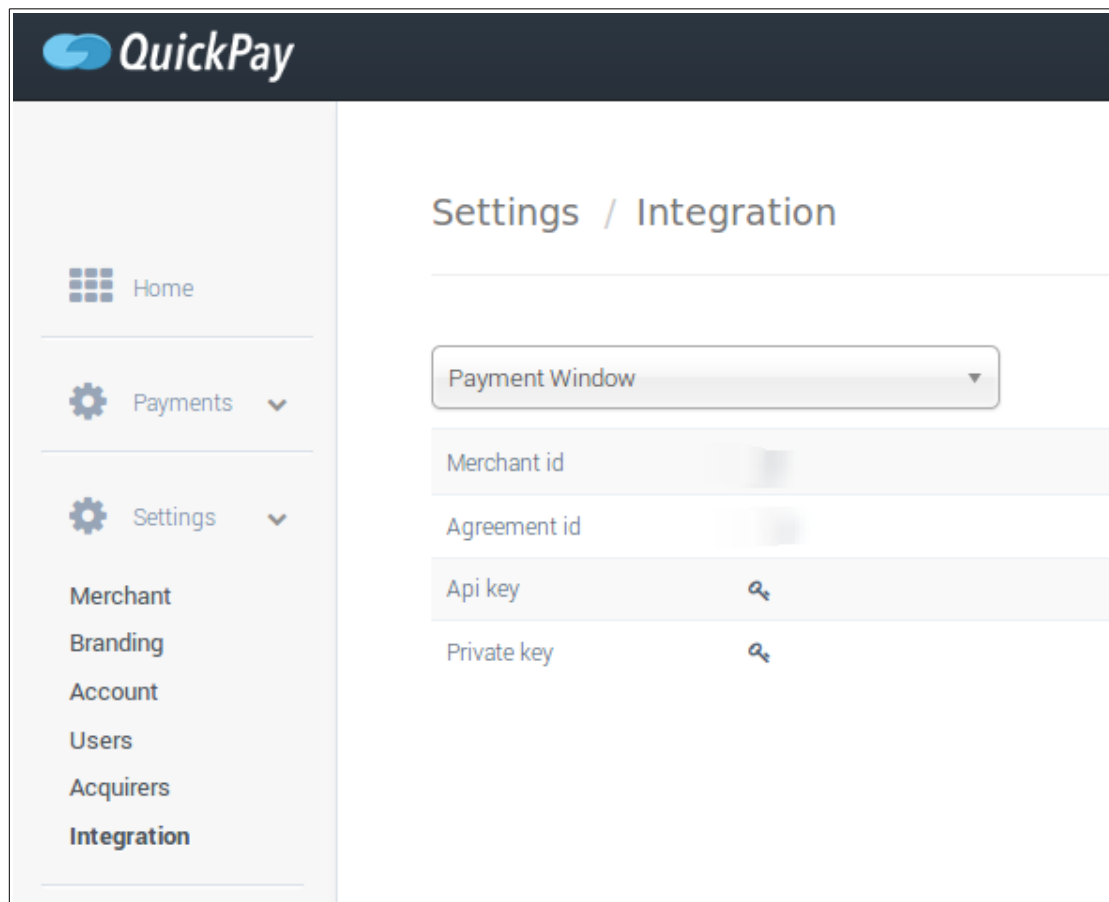 QuickPay
Home
Payments
Settings
Merchant
Branding
Account
Users
Acquirers
Integration
Settings / Integration
Payment Window
Merchant id
Agreement id
Api key
Private key